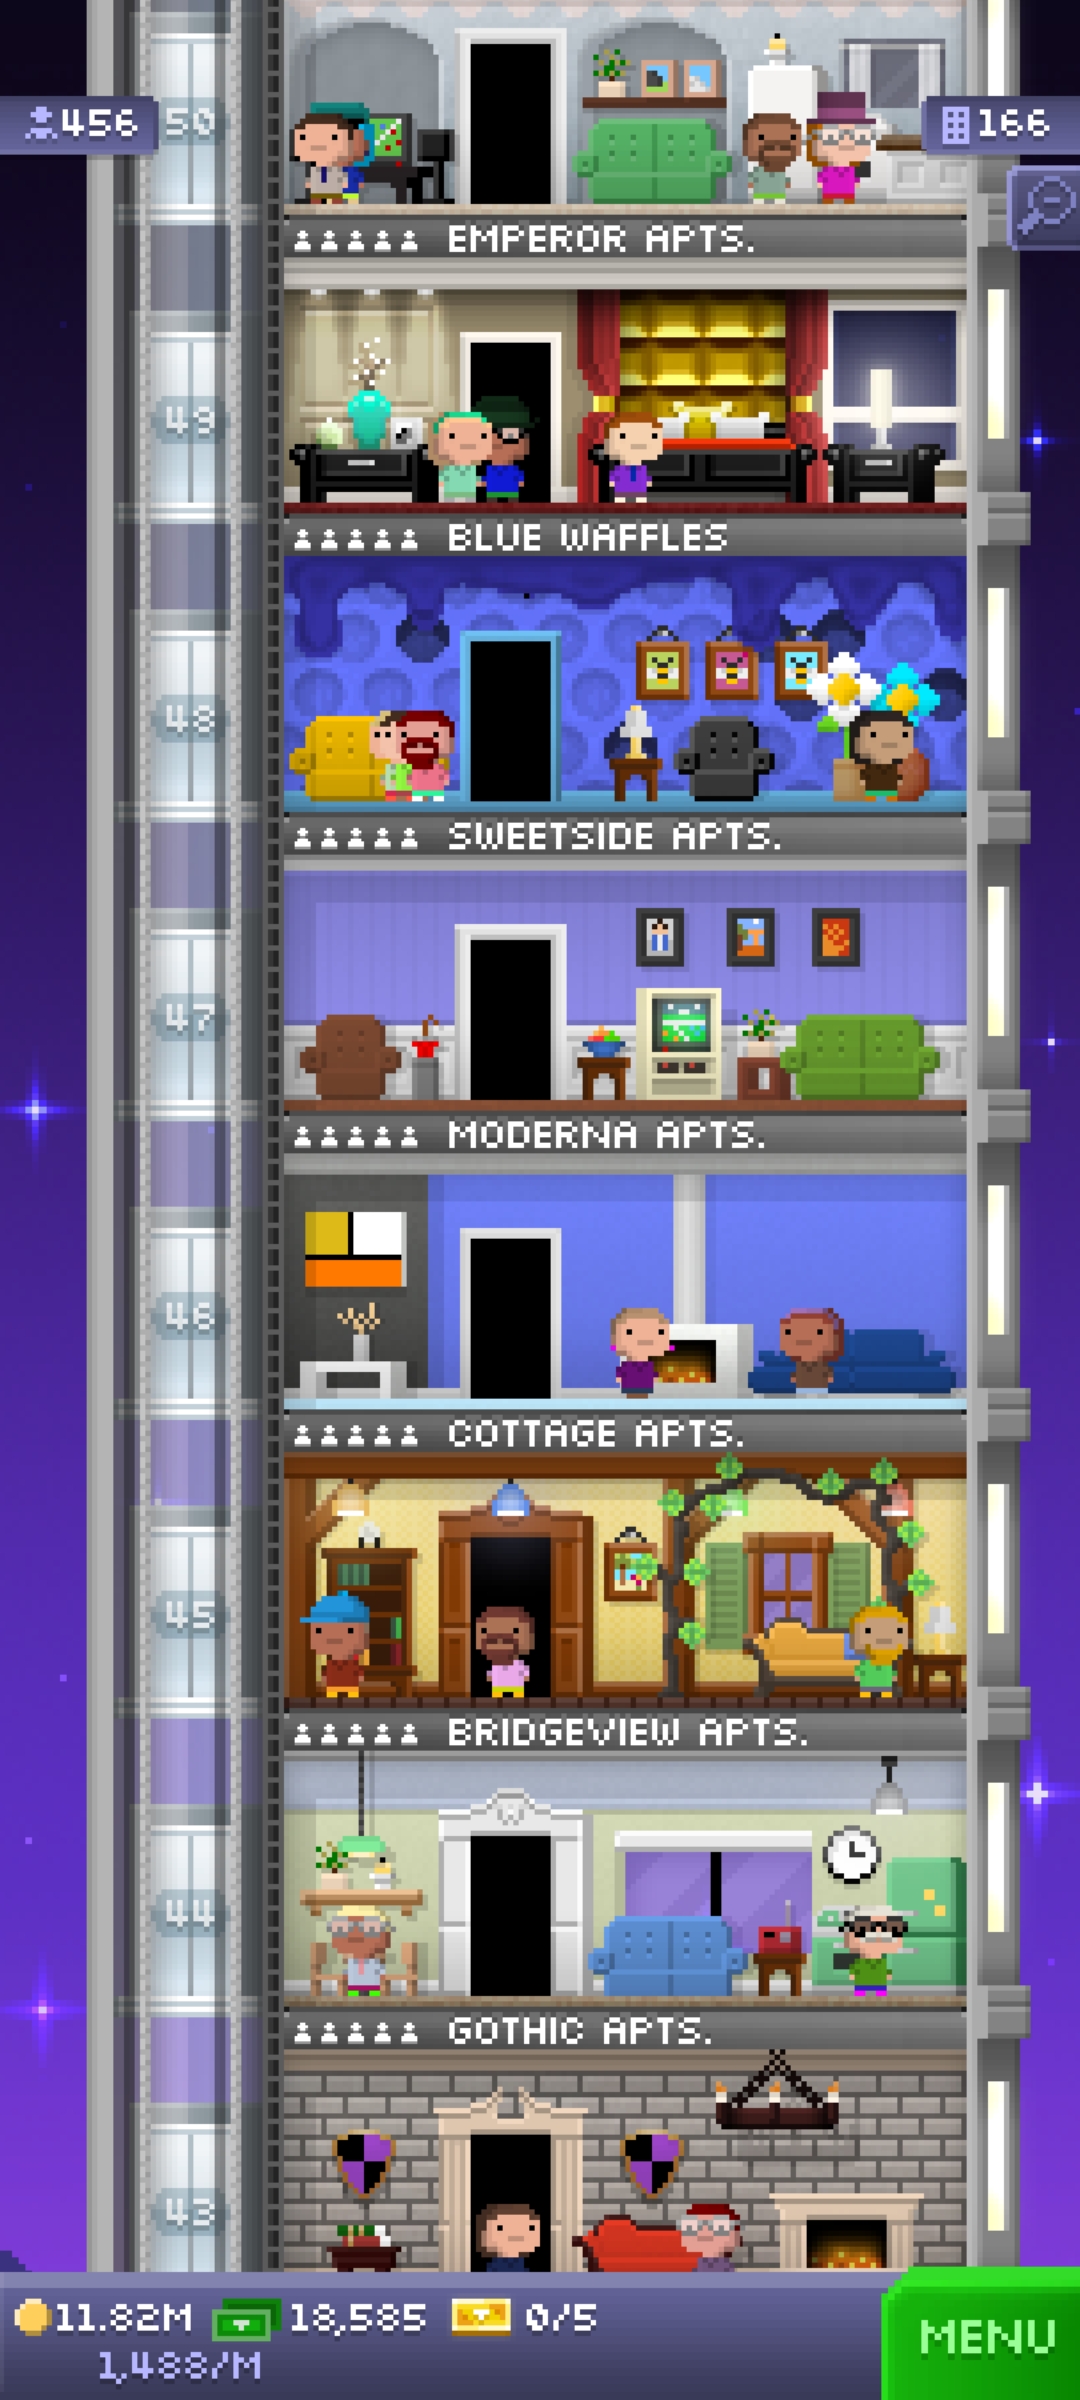 456
50
166
EMPEROR APTS.
49
BLUE WAFFLES
48
SWEETSIDE APTS.
47
MODERNA APTS.
46
COTTAGE APTS.
45
BRIDGEVIEW APTS.
44
GOTHIC APTS.
43
11.82M 18,585 0/5
1,488/M
MENU